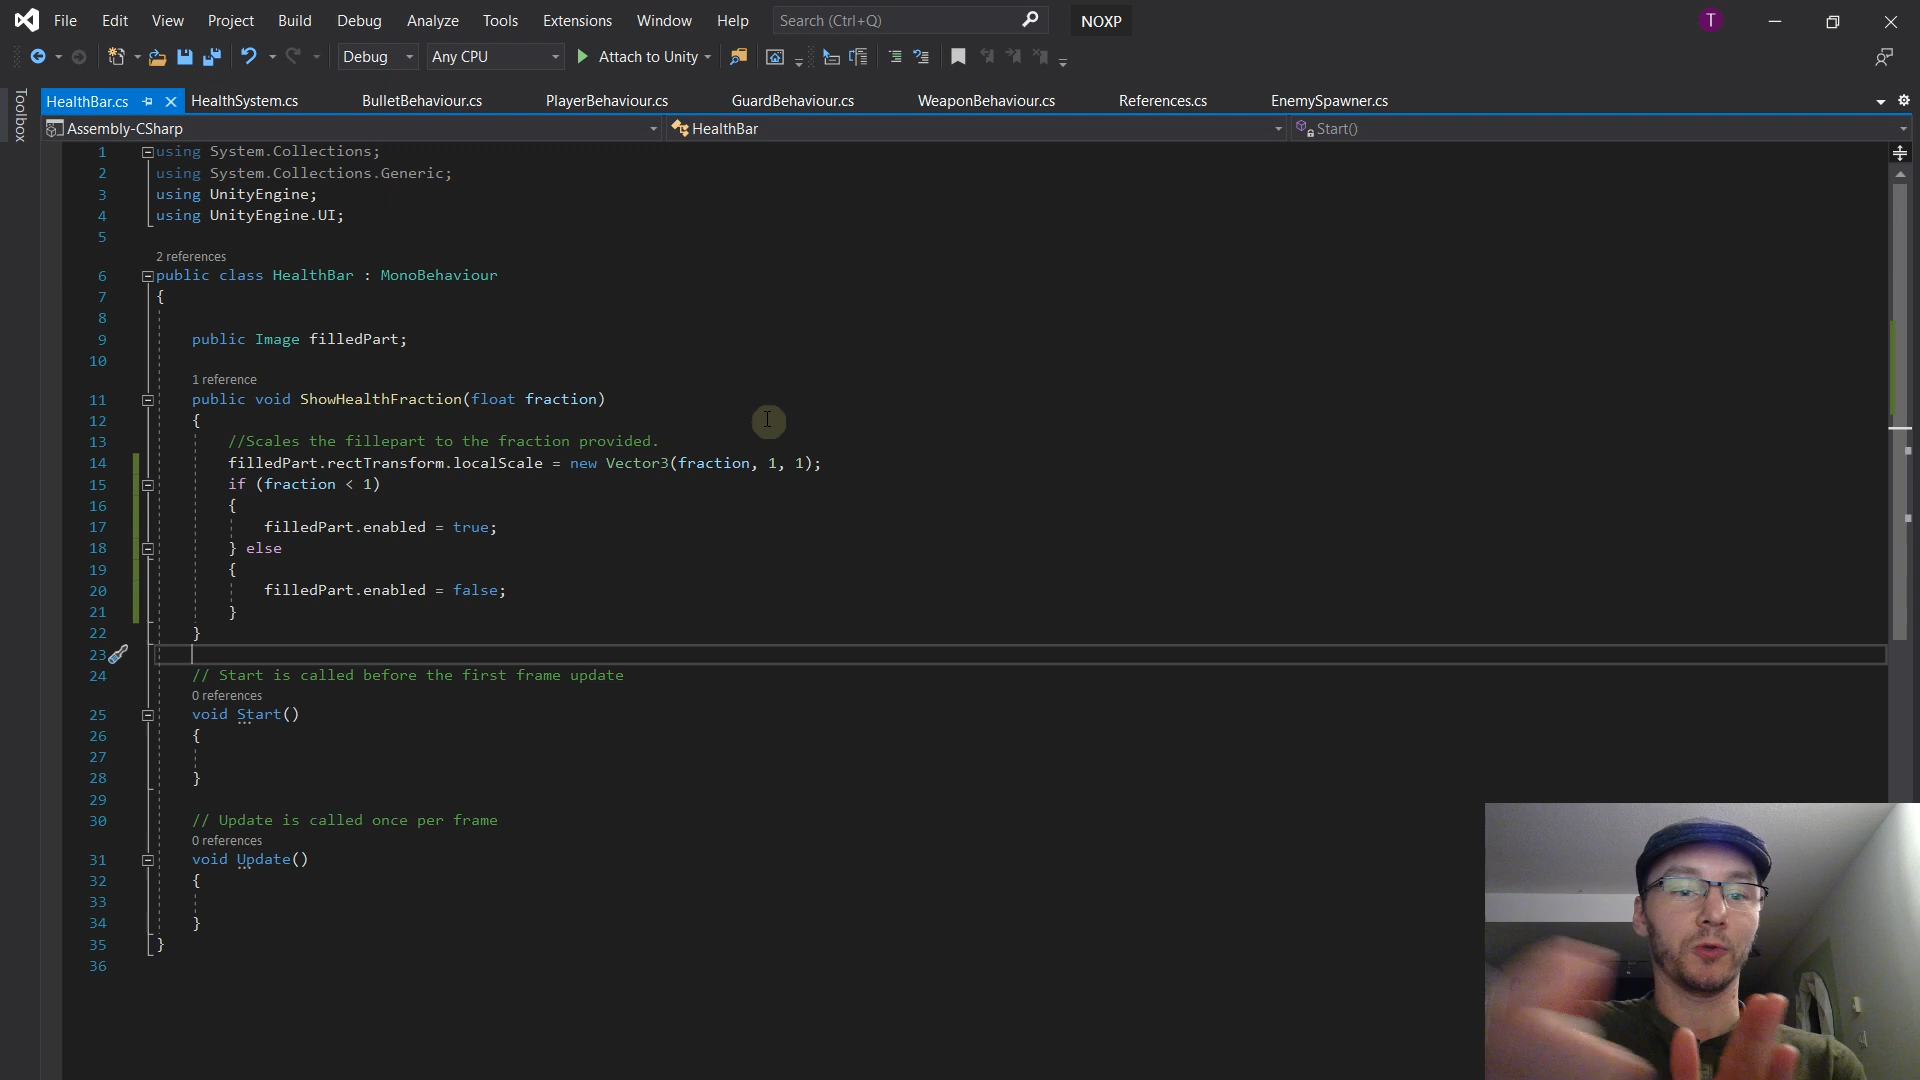 File Edit View Project Build Debug Analyze Tools Extensions Window Help Search (Ctrl+Q) NOXP T
Debug Any CPU Attach to Unity
Toolbox
HealthBar.cs HealthSystem.cs BulletBehaviour.cs PlayerBehaviour.cs GuardBehaviour.cs WeaponBehaviour.cs References.cs EnemySpawner.cs
Assembly-CSharp HealthBar Start()
1 using System.Collections;
2 using System.Collections.Generic;
3 using UnityEngine;
4 using UnityEngine.UI;
5
2 references
6 public class HealthBar : MonoBehaviour
7 {
8
9 public Image filledPart;
10
1 reference
11 public void ShowHealthFraction(float fraction)
12 {
13 //Scales the fillepart to the fraction provided.
14 filledPart.rectTransform.localScale = new Vector3(fraction, 1, 1);
15 if (fraction < 1)
16 {
17 filledPart.enabled = true;
18 } else
19 {
20 filledPart.enabled = false;
21 }
22 }
23
24 // Start is called before the first frame update
0 references
25 void Start()
26 {
27
28 }
29
30 // Update is called once per frame
0 references
31 void Update()
32 {
33
34 }
35 }
36